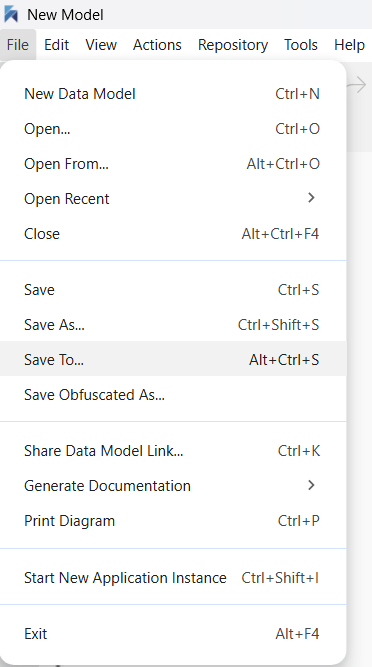 New Model
File Edit View Actions Repository Tools Help
New Data Model Ctrl+N
Open... Ctrl+O
Open From... Alt+Ctrl+O
Open Recent
Close Alt+Ctrl+F4
Save Ctrl+S
Save As... Ctrl+Shift+S
Save To... Alt+Ctrl+S
Save Obfuscated As...
Share Data Model Link... Ctrl+K
Generate Documentation
Print Diagram Ctrl+P
Start New Application Instance Ctrl+Shift+I
Exit Alt+F4